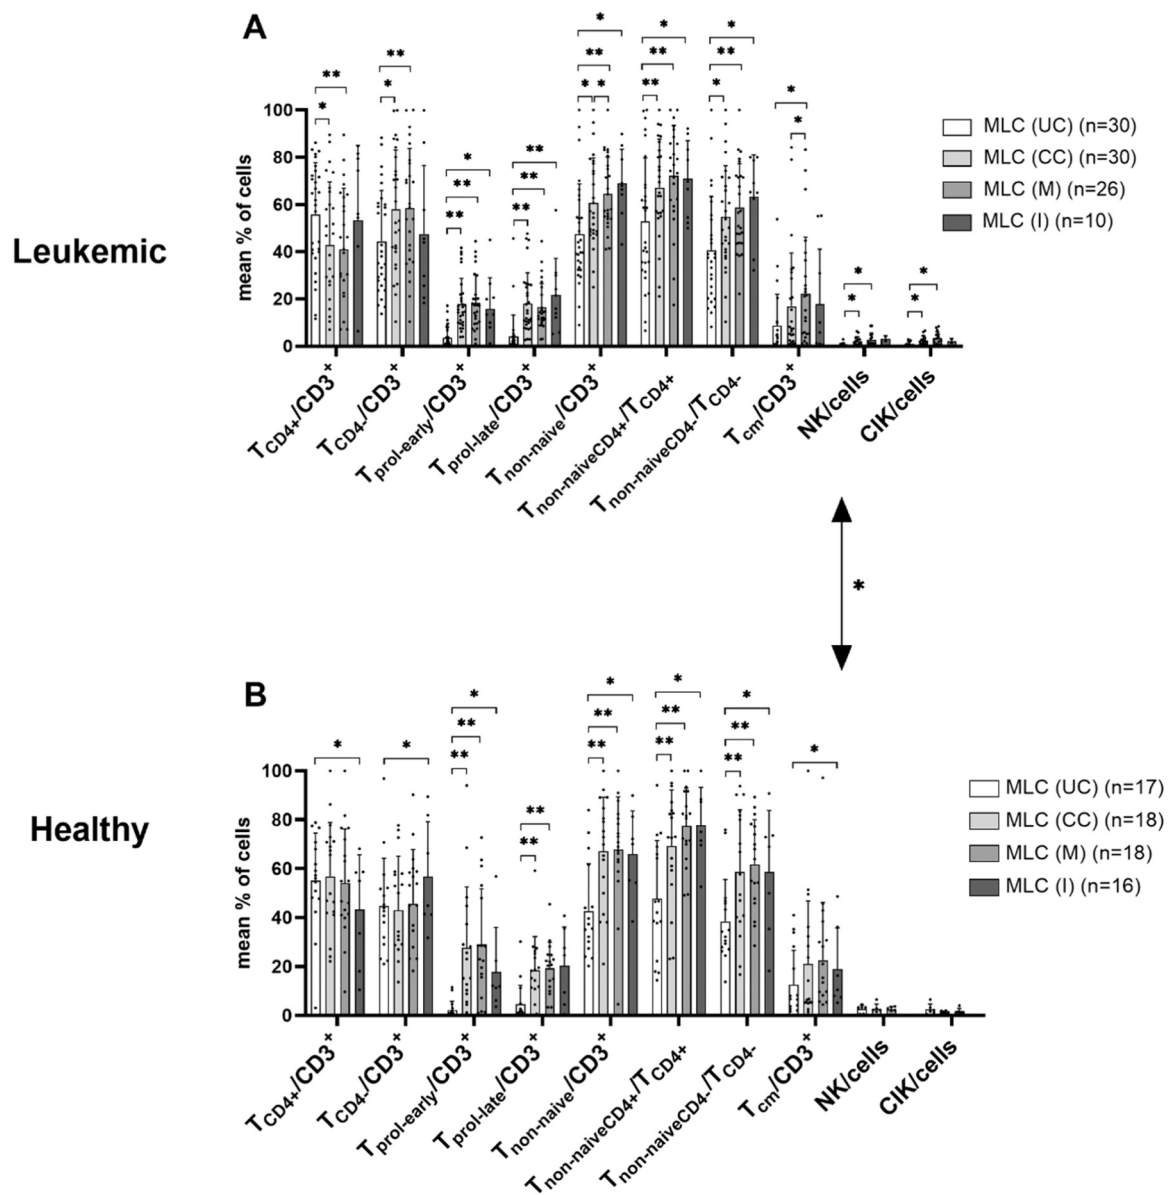 A
Leukemic
mean % of cells
100
80
60
40
20
0
** * ** * * ** ** ** ** ** * ** * * * ** ** * ** * * * * * * * *
MLC (UC) (n=30)
MLC (CC) (n=30)
MLC (M) (n=26)
MLC (I) (n=10)
TCD4+/CD3+
TCD4-/CD3+
Tprol-early/CD3+
Tprol-late/CD3+
Tnon-naive/CD3+
Tnon-naiveCD4+/TCD4+
Tnon-naiveCD4-/TCD4-
Tcm/CD3+
NK/cells
CIK/cells
*
B
Healthy
mean % of cells
100
80
60
40
20
0
* * * ** ** ** ** * ** ** * ** ** * ** ** *
MLC (UC) (n=17)
MLC (CC) (n=18)
MLC (M) (n=18)
MLC (I) (n=16)
TCD4+/CD3+
TCD4-/CD3+
Tprol-early/CD3+
Tprol-late/CD3+
Tnon-naive/CD3+
Tnon-naiveCD4+/TCD4+
Tnon-naiveCD4-/TCD4-
Tcm/CD3+
NK/cells
CIK/cells